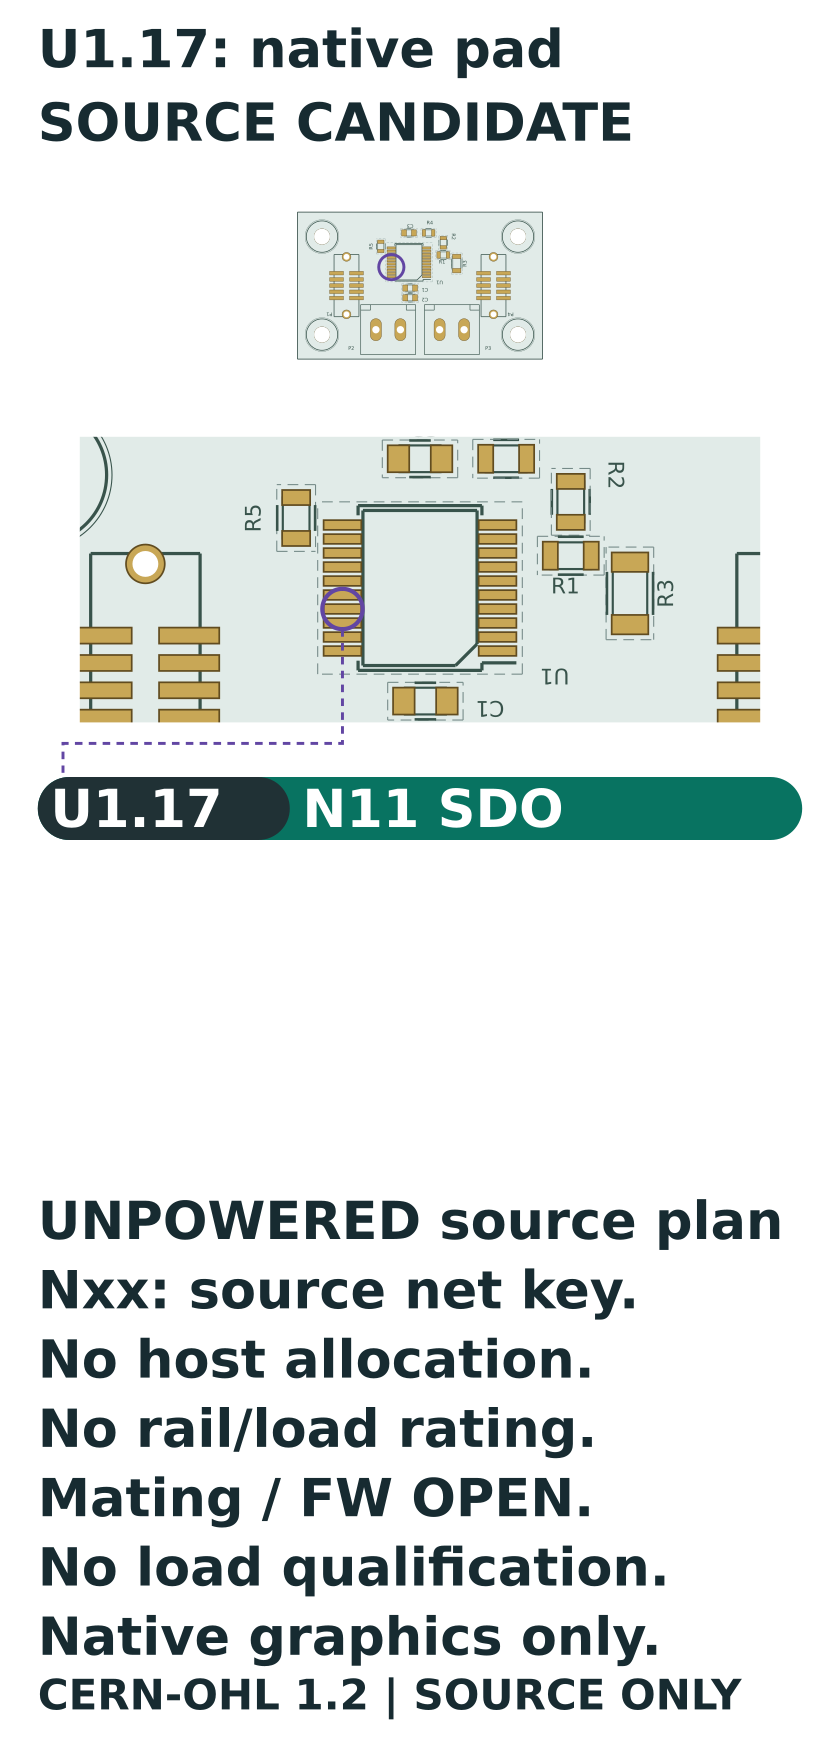 U1.17: native pad
SOURCE CANDIDATE
R5
R2
R1
R3
U1
C1
U1.17 N11 SDO
UNPOWERED source plan
Nxx: source net key.
No host allocation.
No rail/load rating.
Mating / FW OPEN.
No load qualification.
Native graphics only.
CERN-OHL 1.2 | SOURCE ONLY